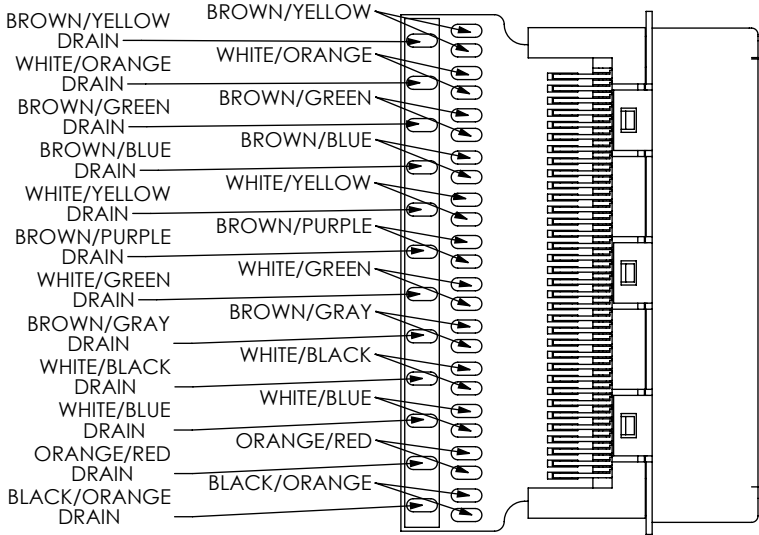 BROWN/YELLOW
DRAIN
WHITE/ORANGE
DRAIN
BROWN/GREEN
DRAIN
BROWN/BLUE
DRAIN
WHITE/YELLOW
DRAIN
BROWN/PURPLE
DRAIN
WHITE/GREEN
DRAIN
BROWN/GRAY
DRAIN
WHITE/BLACK
DRAIN
WHITE/BLUE
DRAIN
ORANGE/RED
DRAIN
BLACK/ORANGE
DRAIN
BROWN/YELLOW
WHITE/ORANGE
BROWN/GREEN
BROWN/BLUE
WHITE/YELLOW
BROWN/PURPLE
WHITE/GREEN
BROWN/GRAY
WHITE/BLACK
WHITE/BLUE
ORANGE/RED
BLACK/ORANGE